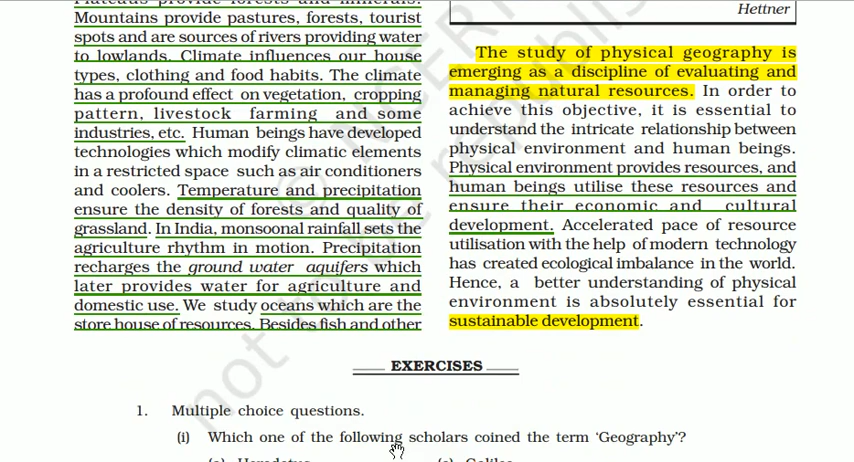 Plateaus provide forests and minerals.
Mountains provide pastures, forests, tourist
spots and are sources of rivers providing water
to lowlands. Climate influences our house
types, clothing and food habits. The climate
has a profound effect on vegetation, cropping
pattern, livestock farming and some
industries, etc. Human beings have developed
technologies which modify climatic elements
in a restricted space such as air conditioners
and coolers. Temperature and precipitation
ensure the density of forests and quality of
grassland. In India, monsoonal rainfall sets the
agriculture rhythm in motion. Precipitation
recharges the ground water aquifers which
later provides water for agriculture and
domestic use. We study oceans which are the
store house of resources. Besides fish and other
Hettner
The study of physical geography is
emerging as a discipline of evaluating and
managing natural resources. In order to
achieve this objective, it is essential to
understand the intricate relationship between
physical environment and human beings.
Physical environment provides resources, and
human beings utilise these resources and
ensure their economic and cultural
development. Accelerated pace of resource
utilisation with the help of modern technology
has created ecological imbalance in the world.
Hence, a better understanding of physical
environment is absolutely essential for
sustainable development.
EXERCISES
1. Multiple choice questions.
(i) Which one of the following scholars coined the term ‘Geography’?
(a) Herodotus (c) Galileo